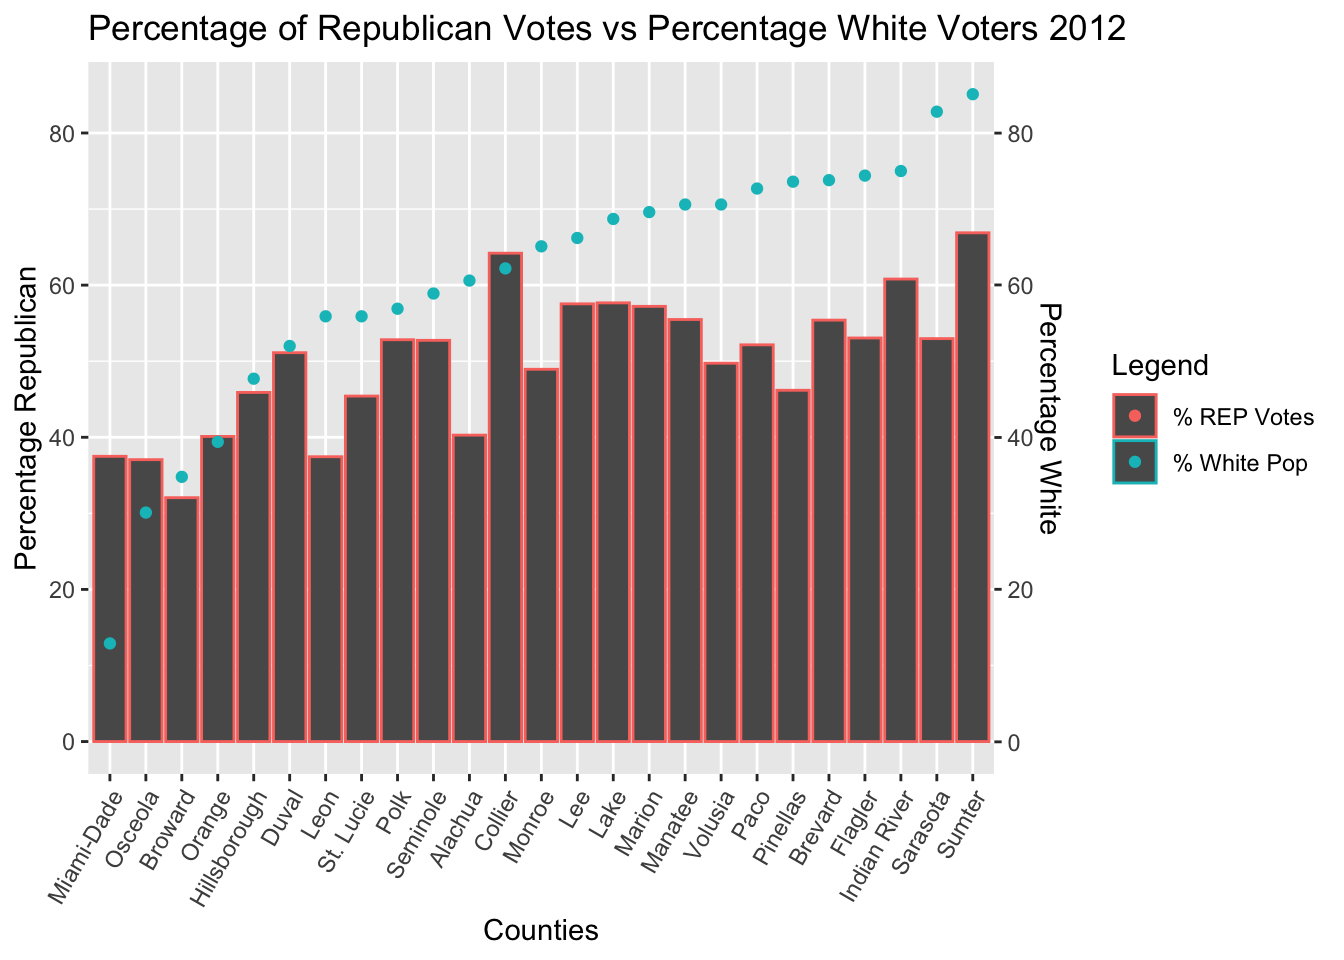 Percentage of Republican Votes vs Percentage White Voters 2012
Percentage Republican
80
60
40
20
0
80
60
40
20
0
Percentage White
Legend
% REP Votes
% White Pop
Miami-Dade
Osceola
Broward
Orange
Hillsborough
Duval
Leon
St. Lucie
Polk
Seminole
Alachua
Collier
Monroe
Lee
Lake
Marion
Manatee
Volusia
Paco
Pinellas
Brevard
Flagler
Indian River
Sarasota
Sumter
Counties